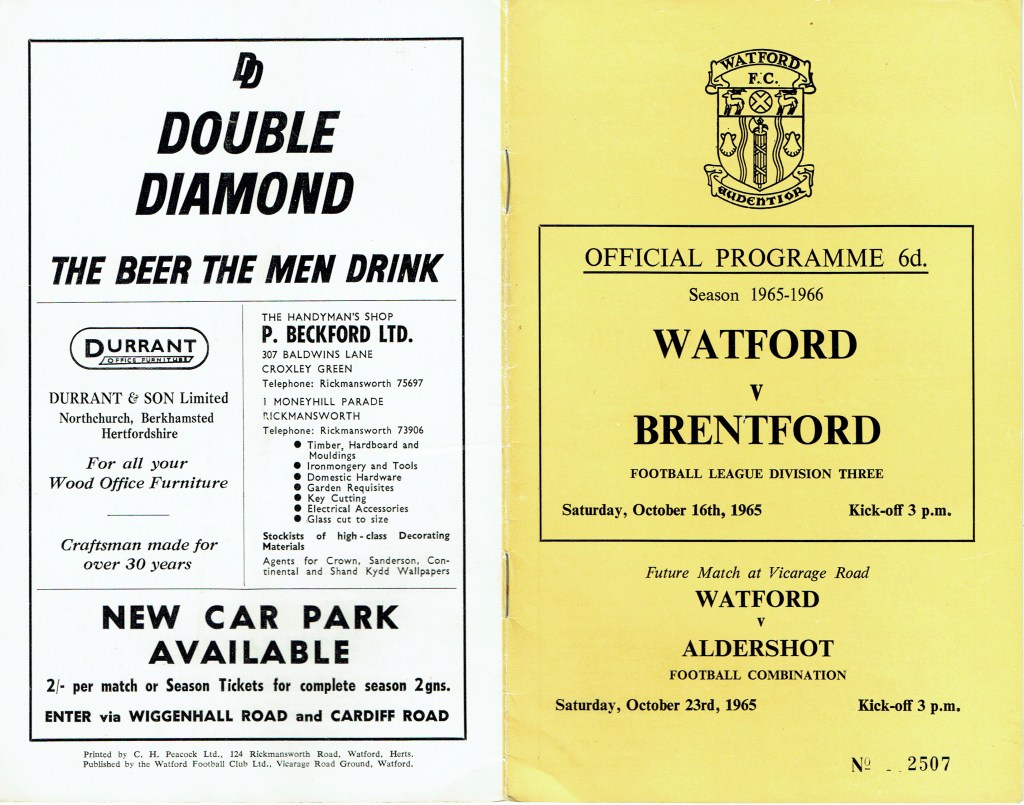 DD
DOUBLE
DIAMOND
THE BEER THE MEN DRINK
DURRANT
OFFICE FURNITURE
DURRANT & SON Limited
Northchurch, Berkhamsted
Hertfordshire
For all your
Wood Office Furniture
Craftsman made for
over 30 years
THE HANDYMAN'S SHOP
P. BECKFORD LTD.
307 BALDWINS LANE
CROXLEY GREEN
Telephone: Rickmansworth 75697
1 MONEYHILL PARADE
RICKMANSWORTH
Telephone: Rickmansworth 73906
● Timber, Hardboard and
Mouldings
● Ironmongery and Tools
● Domestic Hardware
● Garden Requisites
● Key Cutting
● Electrical Accessories
● Glass cut to size
Stockists of high-class Decorating
Materials
Agents for Crown, Sanderson, Con-
tinental and Shand Kydd Wallpapers
NEW CAR PARK
AVAILABLE
2/- per match or Season Tickets for complete season 2gns.
ENTER via WIGGENHALL ROAD and CARDIFF ROAD
Printed by C. H. Peacock Ltd., 124 Rickmansworth Road, Watford, Herts.
Published by the Watford Football Club Ltd., Vicarage Road Ground, Watford.
WATFORD
F.C.
AUDENTIOR
OFFICIAL PROGRAMME 6d.
Season 1965-1966
WATFORD
v
BRENTFORD
FOOTBALL LEAGUE DIVISION THREE
Saturday, October 16th, 1965 Kick-off 3 p.m.
Future Match at Vicarage Road
WATFORD
v
ALDERSHOT
FOOTBALL COMBINATION
Saturday, October 23rd, 1965 Kick-off 3 p.m.
Nº 2507